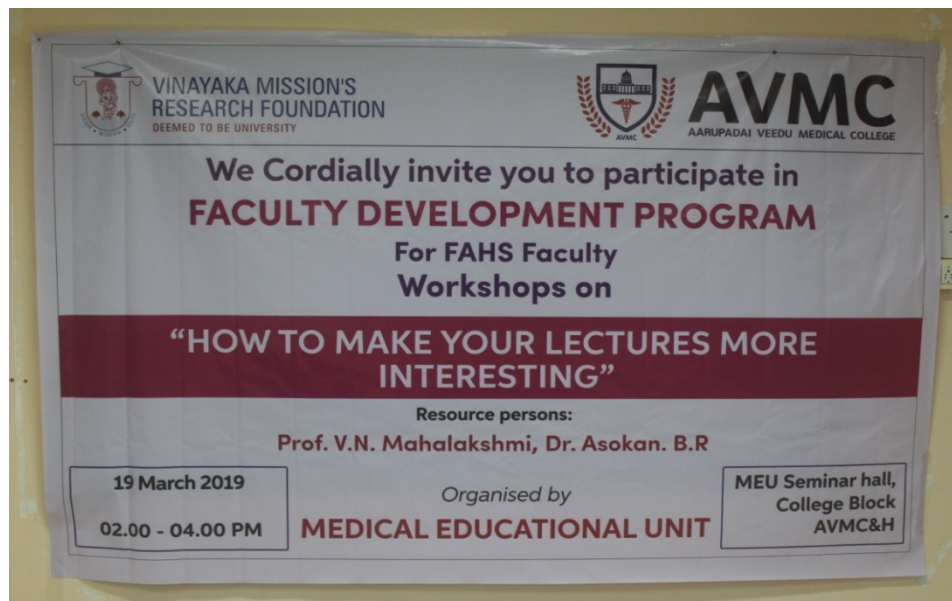 VINAYAKA MISSION'S
RESEARCH FOUNDATION
DEEMED TO BE UNIVERSITY
AVMC
AVMC
AARUPADAI VEEDU MEDICAL COLLEGE
We Cordially invite you to participate in
FACULTY DEVELOPMENT PROGRAM
For FAHS Faculty
Workshops on
“HOW TO MAKE YOUR LECTURES MORE
INTERESTING”
Resource persons:
Prof. V.N. Mahalakshmi, Dr. Asokan. B.R
19 March 2019
02.00 - 04.00 PM
Organised by
MEDICAL EDUCATIONAL UNIT
MEU Seminar hall,
College Block
AVMC&H